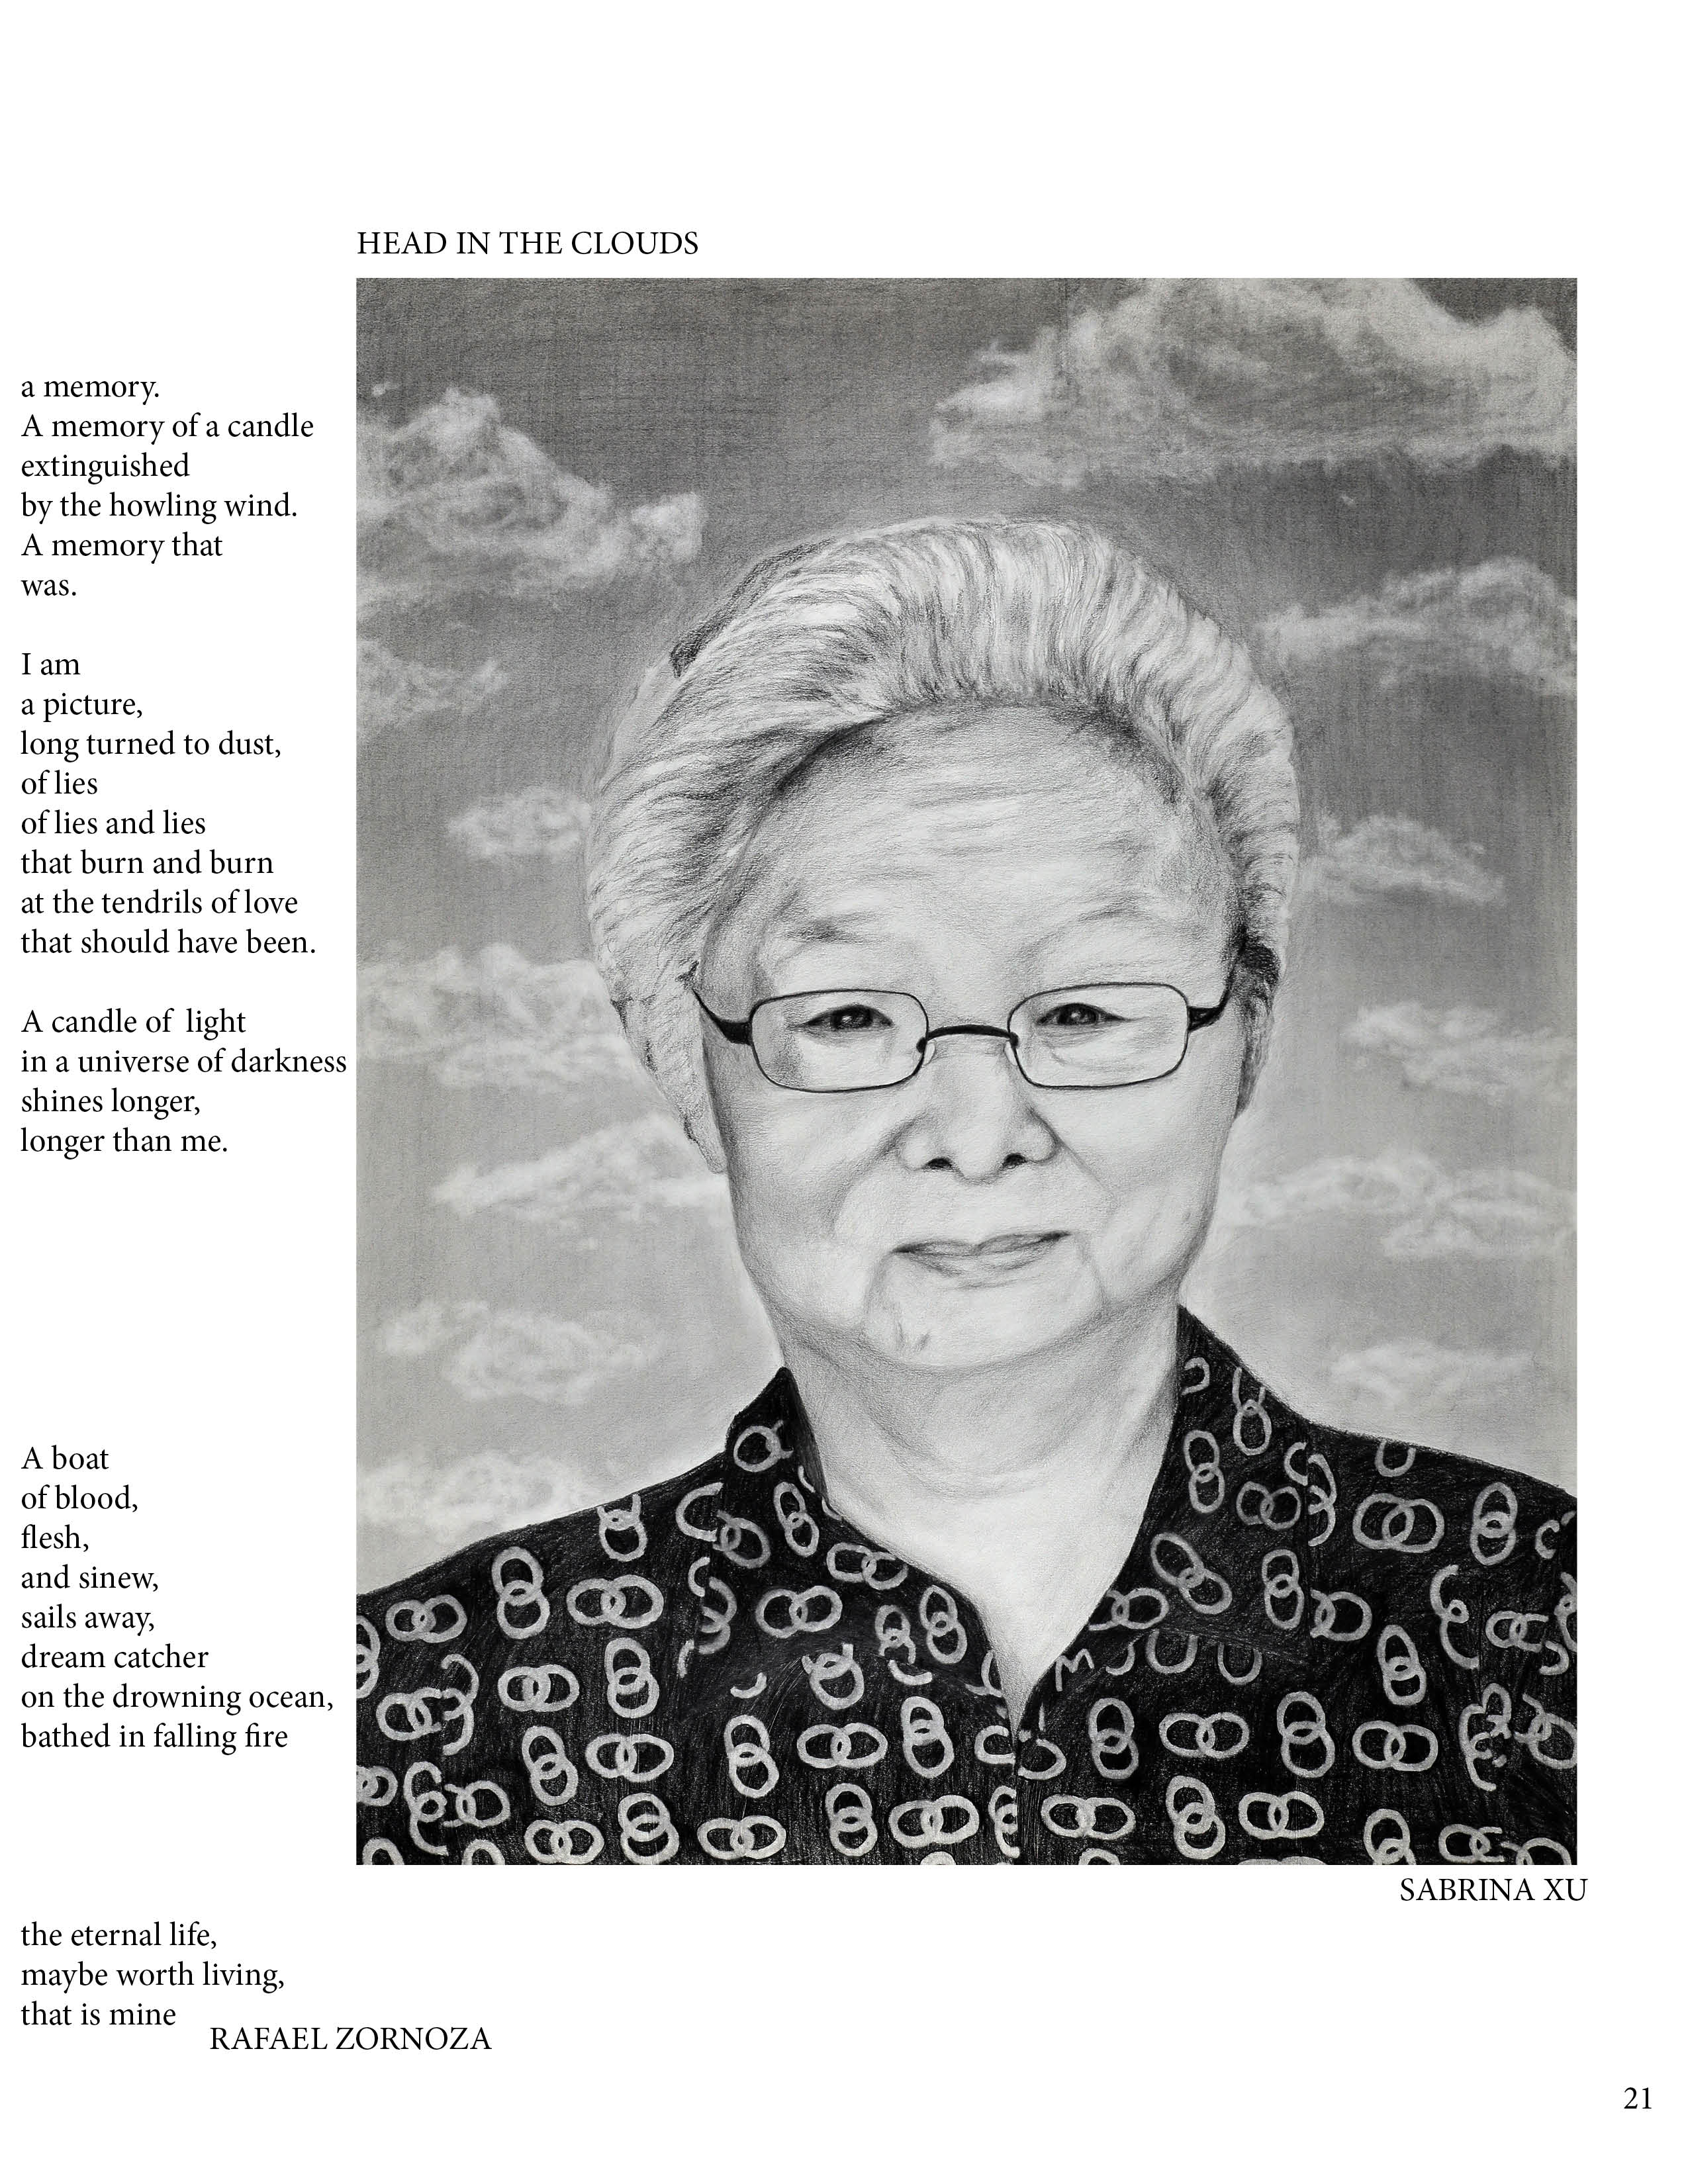 HEAD IN THE CLOUDS
a memory.
A memory of a candle
extinguished
by the howling wind.
A memory that
was.
I am
a picture,
long turned to dust,
of lies
of lies and lies
that burn and burn
at the tendrils of love
that should have been.
A candle of light
in a universe of darkness
shines longer,
longer than me.
A boat
of blood,
flesh,
and sinew,
sails away,
dream catcher
on the drowning ocean,
bathed in falling fire
SABRINA XU
the eternal life,
maybe worth living,
that is mine
RAFAEL ZORNOZA
21